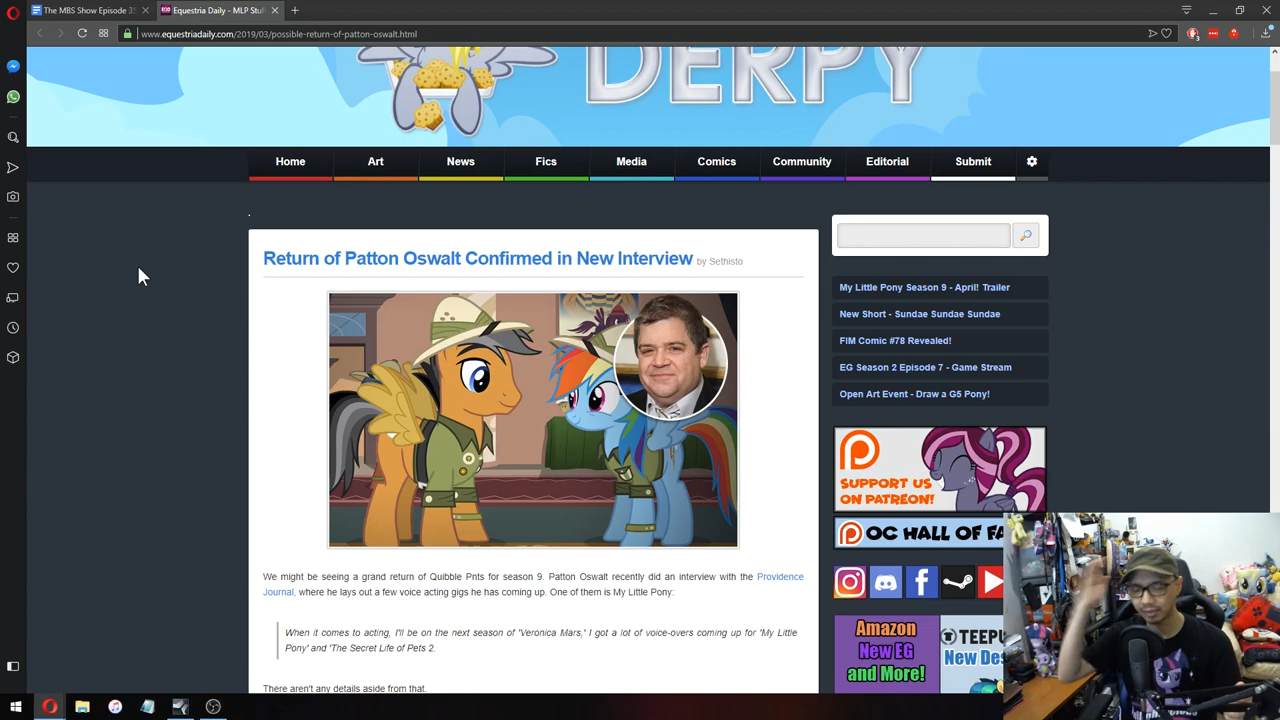 The MBS Show Episode 35
Equestria Daily - MLP Stuf
www.equestriadaily.com/2019/03/possible-return-of-patton-oswalt.html
3
DERPY
Home
Art
News
Fics
Media
Comics
Community
Editorial
Submit
Return of Patton Oswalt Confirmed in New Interview by Sethisto
My Little Pony Season 9 - April! Trailer
New Short - Sundae Sundae Sundae
FIM Comic #78 Revealed!
EG Season 2 Episode 7 - Game Stream
Open Art Event - Draw a G5 Pony!
SUPPORT US
ON PATREON!
OC HALL OF FA
We might be seeing a grand return of Quibble Pnts for season 9. Patton Oswalt recently did an interview with the Providence
Journal, where he lays out a few voice acting gigs he has coming up. One of them is My Little Pony:
When it comes to acting, I'll be on the next season of 'Veronica Mars,' I got a lot of voice-overs coming up for 'My Little
Pony' and 'The Secret Life of Pets 2.
There aren't any details aside from that.
Amazon
New EG
and More!
TEEPU
New Des